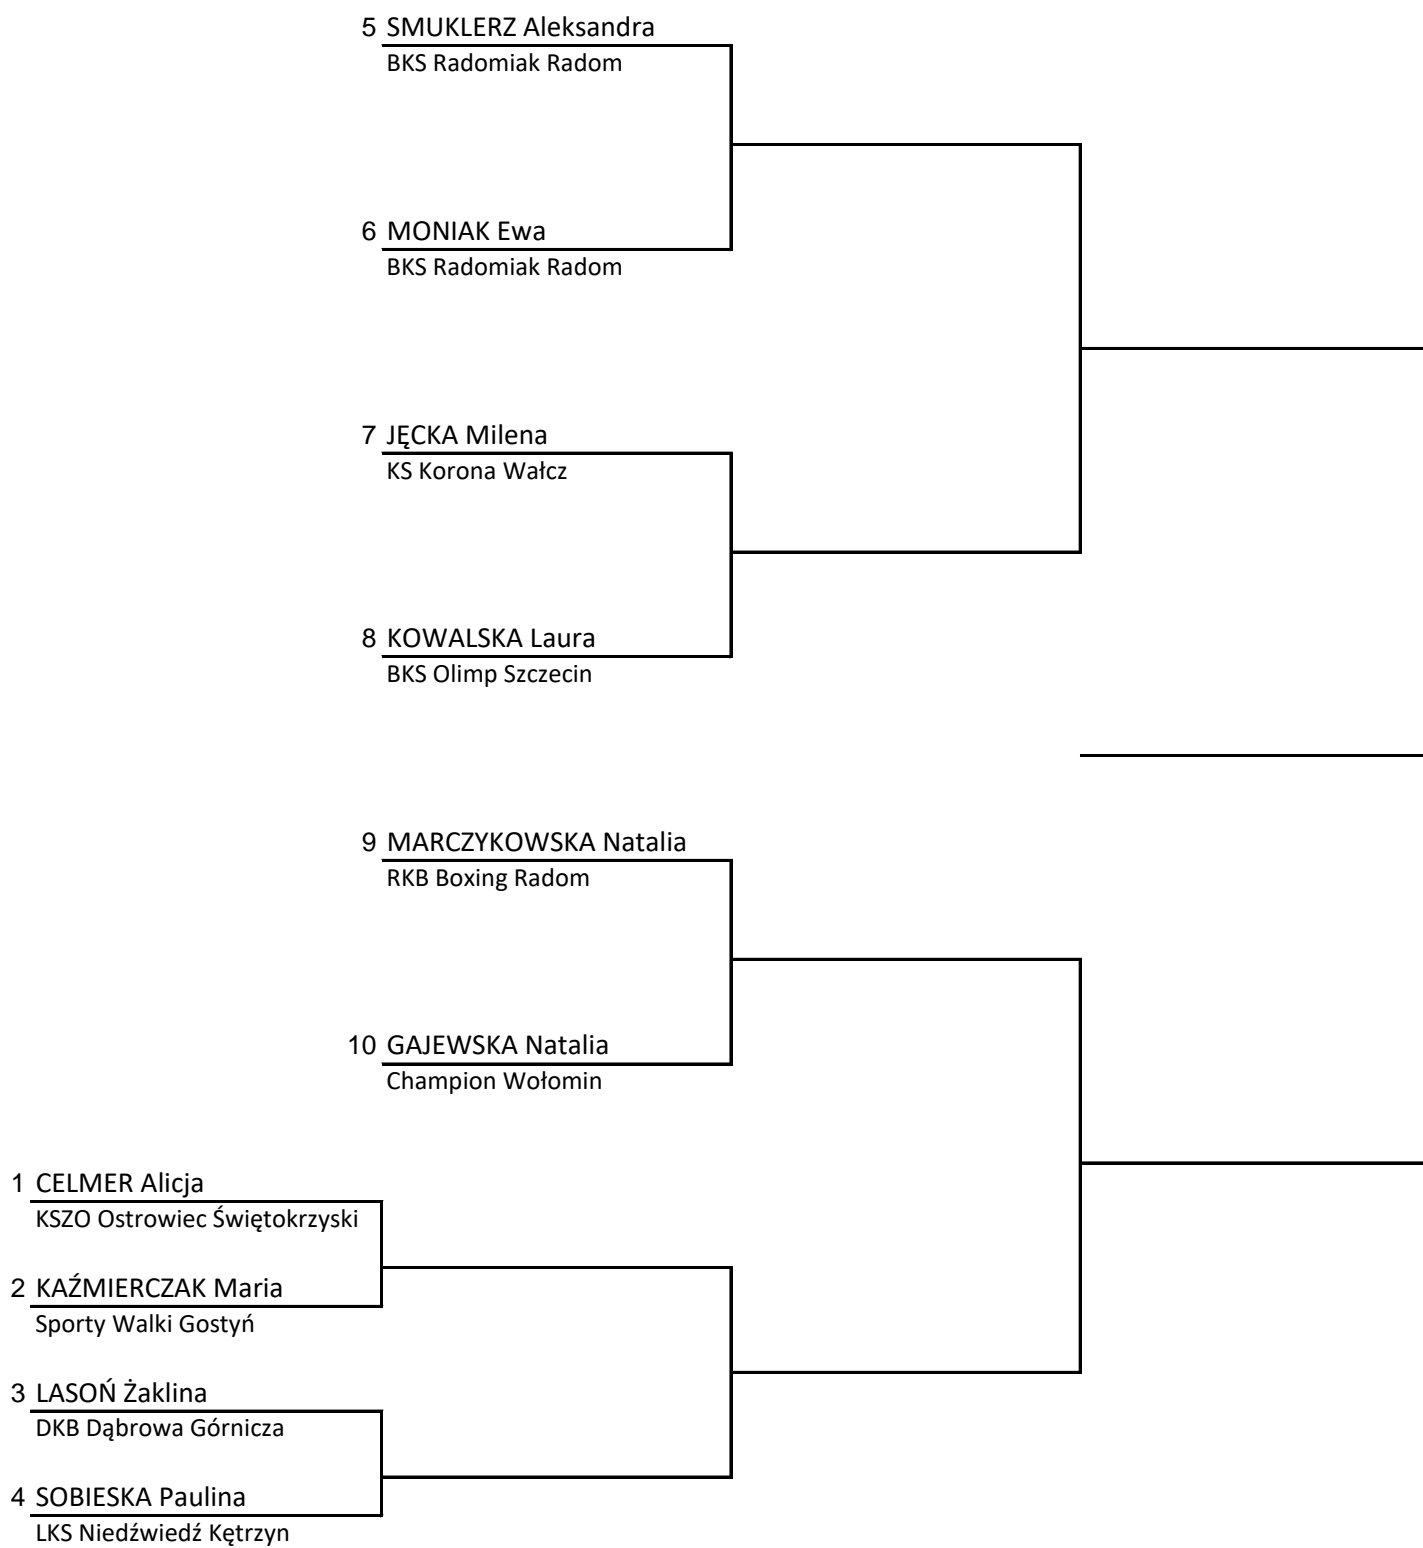 5 SMUKLERZ Aleksandra
BKS Radomiak Radom
6 MONIAK Ewa
BKS Radomiak Radom
7 JĘCKA Milena
KS Korona Wałcz
8 KOWALSKA Laura
BKS Olimp Szczecin
9 MARCZYKOWSKA Natalia
RKB Boxing Radom
10 GAJEWSKA Natalia
Champion Wołomin
1 CELMER Alicja
KSZO Ostrowiec Świętokrzyski
2 KAŹMIERCZAK Maria
Sporty Walki Gostyń
3 LASOŃ Żaklina
DKB Dąbrowa Górnicza
4 SOBIESKA Paulina
LKS Niedźwiedź Kętrzyn